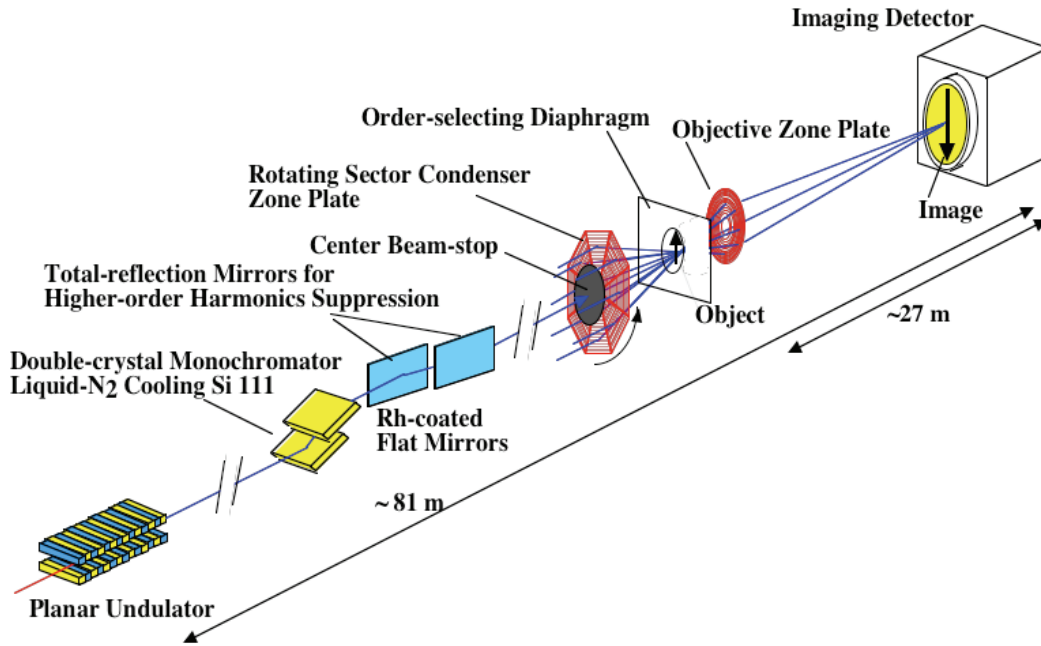 Imaging Detector
Order-selecting Diaphragm
Objective Zone Plate
Rotating Sector Condenser
Zone Plate
Image
Center Beam-stop
Total-reflection Mirrors for
Higher-order Harmonics Suppression
Object
~27 m
Double-crystal Monochromator
Liquid-N2 Cooling Si 111
Rh-coated
Flat Mirrors
~ 81 m
Planar Undulator